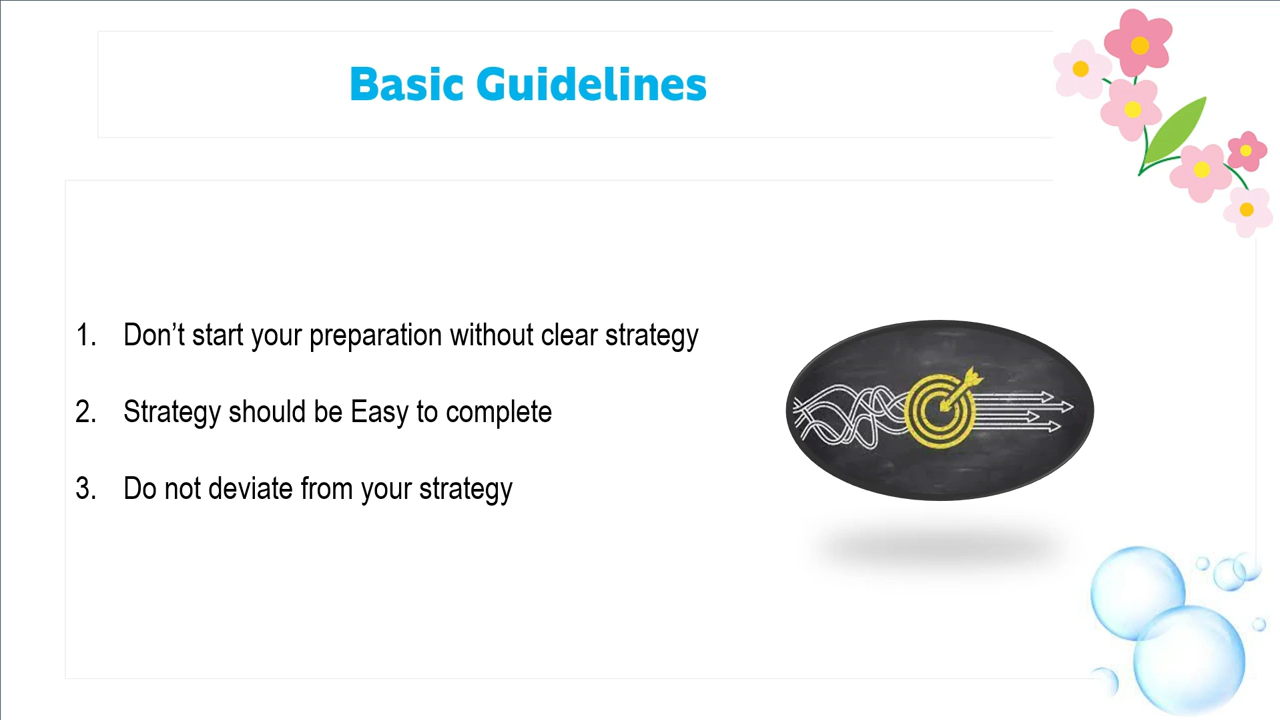 Basic Guidelines
1. Don’t start your preparation without clear strategy
2. Strategy should be Easy to complete
3. Do not deviate from your strategy